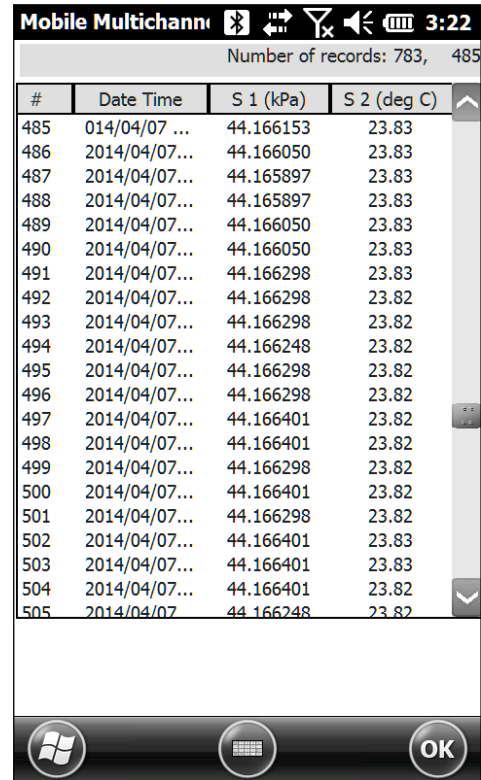 Mobile Multichann 3:22
Number of records: 783, 485
# Date Time S 1 (kPa) S 2 (deg C)
485 014/04/07 ... 44.166153 23.83
486 2014/04/07... 44.166050 23.83
487 2014/04/07... 44.165897 23.83
488 2014/04/07... 44.165897 23.83
489 2014/04/07... 44.166050 23.83
490 2014/04/07... 44.166050 23.83
491 2014/04/07... 44.166298 23.83
492 2014/04/07... 44.166298 23.82
493 2014/04/07... 44.166298 23.82
494 2014/04/07... 44.166248 23.82
495 2014/04/07... 44.166298 23.82
496 2014/04/07... 44.166298 23.82
497 2014/04/07... 44.166401 23.82
498 2014/04/07... 44.166401 23.82
499 2014/04/07... 44.166298 23.82
500 2014/04/07... 44.166401 23.82
501 2014/04/07... 44.166298 23.82
502 2014/04/07... 44.166401 23.83
503 2014/04/07... 44.166401 23.83
504 2014/04/07... 44.166401 23.82
505 2014/04/07 44.166248 23.82
OK